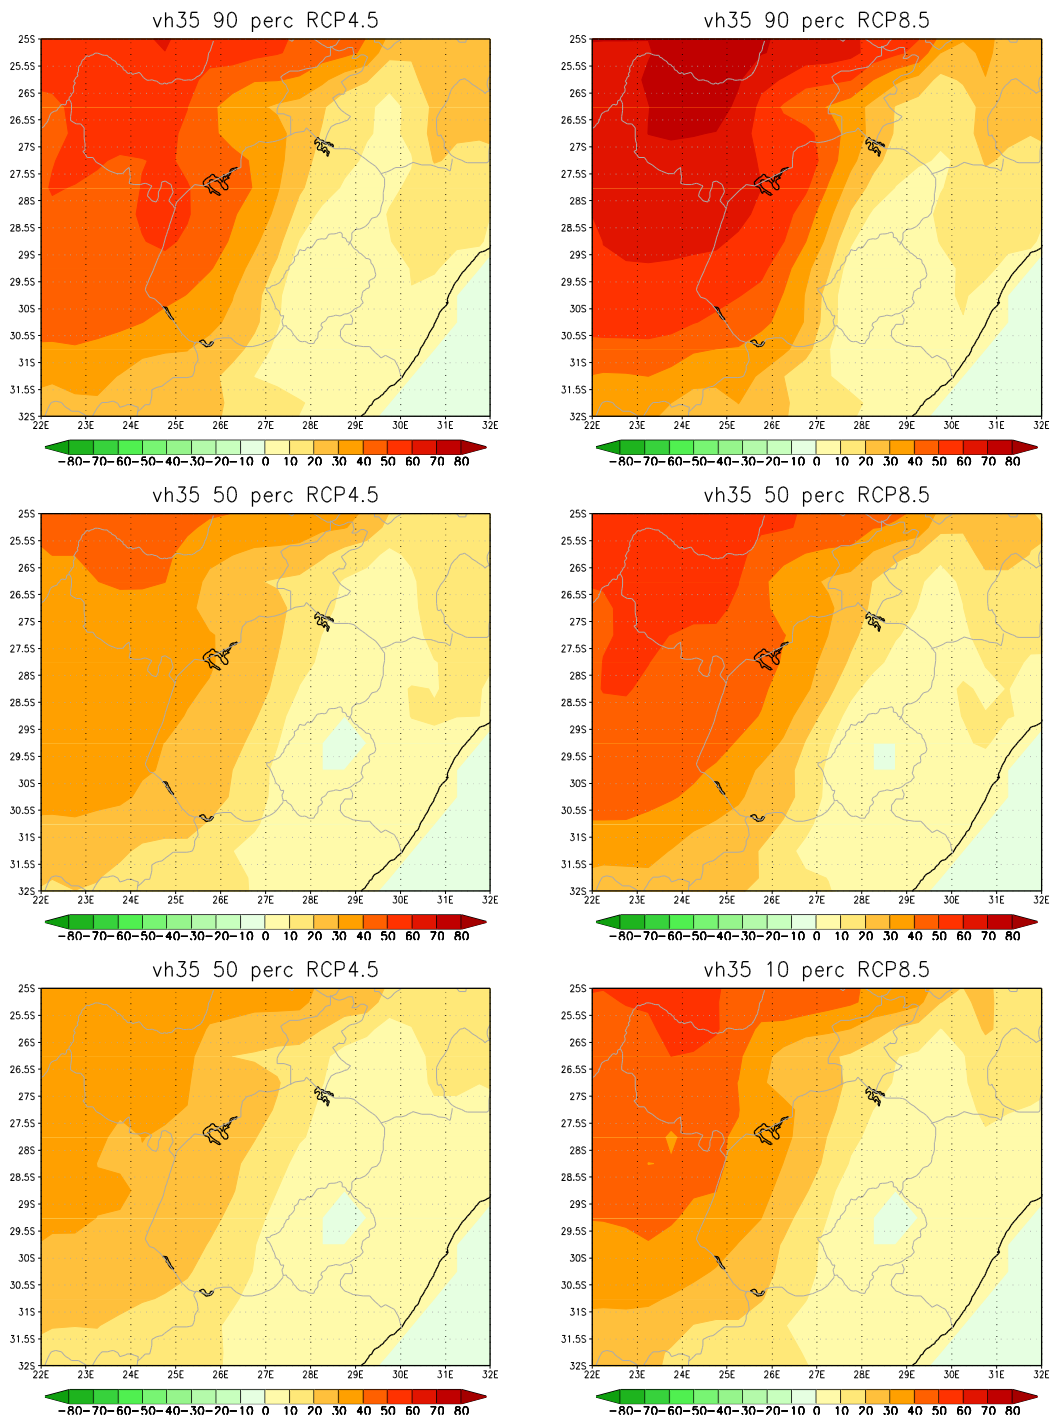 vh35 90 perc RCP4.5
25S
25.5S
26S
26.5S
27S
27.5S
28S
28.5S
29S
29.5S
30S
30.5S
31S
31.5S
32S
22E 23E 24E 25E 26E 27E 28E 29E 30E 31E 32E
-80-70-60-50-40-30-20-10 0 10 20 30 40 50 60 70 80
vh35 90 perc RCP8.5
25S
25.5S
26S
26.5S
27S
27.5S
28S
28.5S
29S
29.5S
30S
30.5S
31S
31.5S
32S
22E 23E 24E 25E 26E 27E 28E 29E 30E 31E 32E
-80-70-60-50-40-30-20-10 0 10 20 30 40 50 60 70 80
vh35 50 perc RCP4.5
25S
25.5S
26S
26.5S
27S
27.5S
28S
28.5S
29S
29.5S
30S
30.5S
31S
31.5S
32S
22E 23E 24E 25E 26E 27E 28E 29E 30E 31E 32E
-80-70-60-50-40-30-20-10 0 10 20 30 40 50 60 70 80
vh35 50 perc RCP8.5
25S
25.5S
26S
26.5S
27S
27.5S
28S
28.5S
29S
29.5S
30S
30.5S
31S
31.5S
32S
22E 23E 24E 25E 26E 27E 28E 29E 30E 31E 32E
-80-70-60-50-40-30-20-10 0 10 20 30 40 50 60 70 80
vh35 50 perc RCP4.5
25S
25.5S
26S
26.5S
27S
27.5S
28S
28.5S
29S
29.5S
30S
30.5S
31S
31.5S
32S
22E 23E 24E 25E 26E 27E 28E 29E 30E 31E 32E
-80-70-60-50-40-30-20-10 0 10 20 30 40 50 60 70 80
vh35 10 perc RCP8.5
25S
25.5S
26S
26.5S
27S
27.5S
28S
28.5S
29S
29.5S
30S
30.5S
31S
31.5S
32S
22E 23E 24E 25E 26E 27E 28E 29E 30E 31E 32E
-80-70-60-50-40-30-20-10 0 10 20 30 40 50 60 70 80